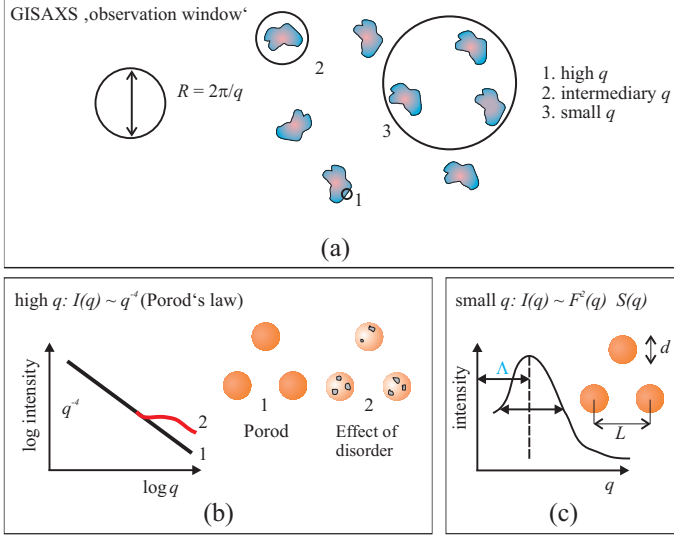 GISAXS ‚observation window‘
R = 2π/q
2
3
1
1. high q
2. intermediary q
3. small q
(a)
high q: I(q) ~ q⁻⁴ (Porod‘s law)
log intensity
q⁻⁴
2
1
log q
1
Porod
2
Effect of
disorder
(b)
small q: I(q) ~ F²(q) S(q)
intensity
Λ
d
L
q
(c)